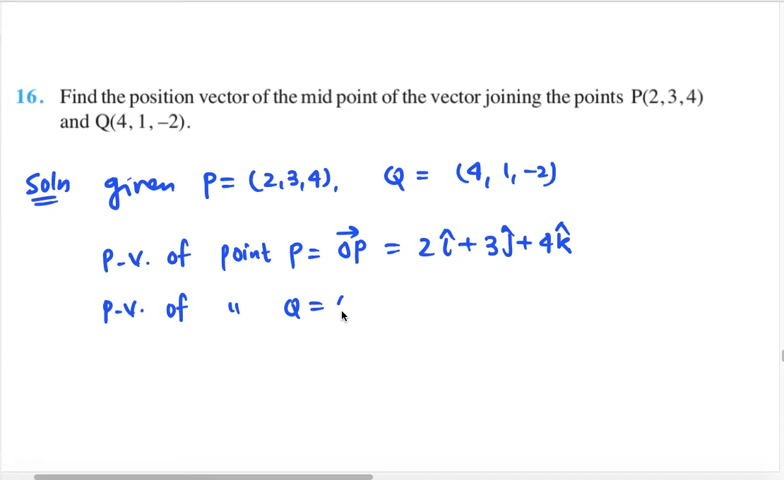 16. Find the position vector of the mid point of the vector joining the points P(2,3,4)
and Q(4, 1, –2).
Soln given P= (2,3,4), Q = (4, 1, -2)
P.V. of point P= \vec{OP} = 2î + 3ĵ + 4k̂
P.V. of " Q =